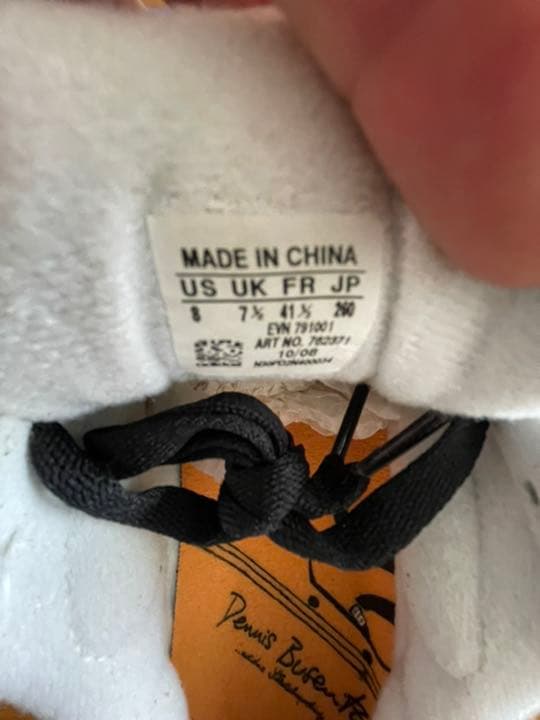 MADE IN CHINA
US UK FR JP
8 7½ 41⅓ 260
EVN 791001
ART NO. 782371
10/08
Dennis Busenitz